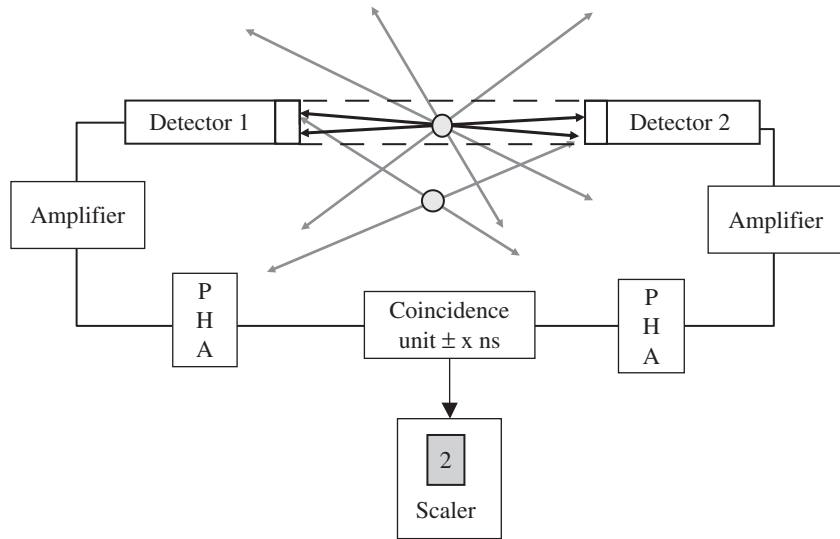 Detector 1
Detector 2
Amplifier
Amplifier
P
H
A
Coincidence
unit ± x ns
P
H
A
2
Scaler